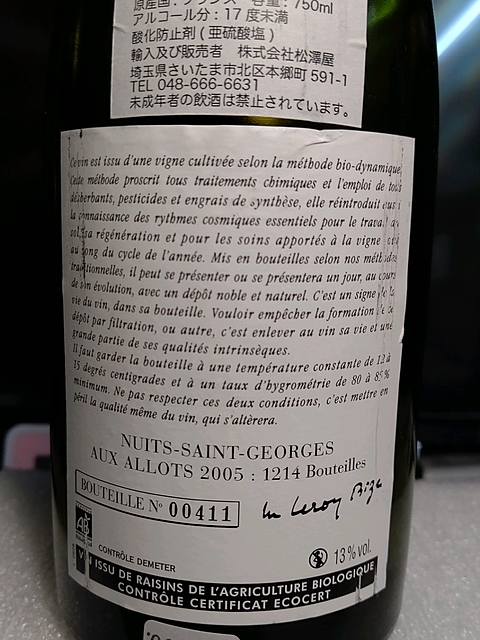 原産国：フランス 容量：750ml
アルコール分：17度未満
酸化防止剤(亜硫酸塩)
輸入及び販売者 株式会社松澤屋
埼玉県さいたま市北区本郷町591-1
TEL 048-666-6631
未成年者の飲酒は禁止されています。
Ce vin est issu d'une vigne cultivée selon la méthode bio-dynamique.
Cette méthode proscrit tous traitements chimiques et l'emploi de tous
désherbants, pesticides et engrais de synthèse, elle réintroduit
la connaissance des rythmes cosmiques essentiels pour le
sa régénération et pour les soins apportés à la vigne
au long du cycle de l'année. Mis en bouteilles selon nos méthodes
traditionnelles, il peut se présenter ou se présentera un jour, au cours
de son évolution, avec un dépôt noble et naturel. C'est un signe de la
vie du vin, dans sa bouteille. Vouloir empêcher la formation de ce
dépôt par filtration, ou autre, c'est enlever au vin sa vie et une
grande partie de ses qualités intrinsèques.
Il faut garder la bouteille à une température constante de 12 à
15 degrés centigrades et à un taux d'hygrométrie de 80 à 85 %
minimum. Ne pas respecter ces deux conditions, c'est mettre en
péril la qualité même du vin, qui s'altèrera.
NUITS-SAINT-GEORGES
AUX ALLOTS 2005 : 1214 Bouteilles
BOUTEILLE N° 00411
Leroy Bize
AB
CONTRÔLE DEMETER
13 % vol.
VIN ISSU DE RAISINS DE L'AGRICULTURE BIOLOGIQUE
CONTRÔLE CERTIFICAT ECOCERT